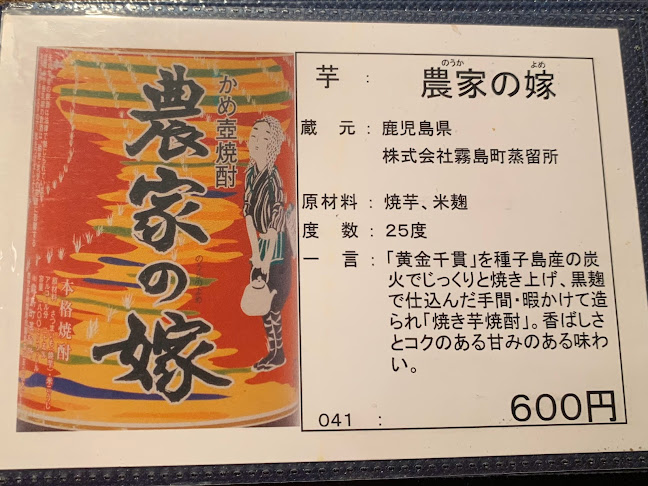 かめ壺焼酎
農家の嫁
のうかのよめ
本格焼酎
芋 : 農家の嫁
のうか よめ
蔵 元 : 鹿児島県
株式会社霧島町蒸留所
原材料 : 焼芋、米麹
度 数 : 25度
一 言 : 「黄金千貫」を種子島産の炭
火でじっくりと焼き上げ、黒麹
で仕込んだ手間・暇かけて造
られ「焼き芋焼酎」。香ばしさ
とコクのある甘みのある味わ
い。
041 : 600円